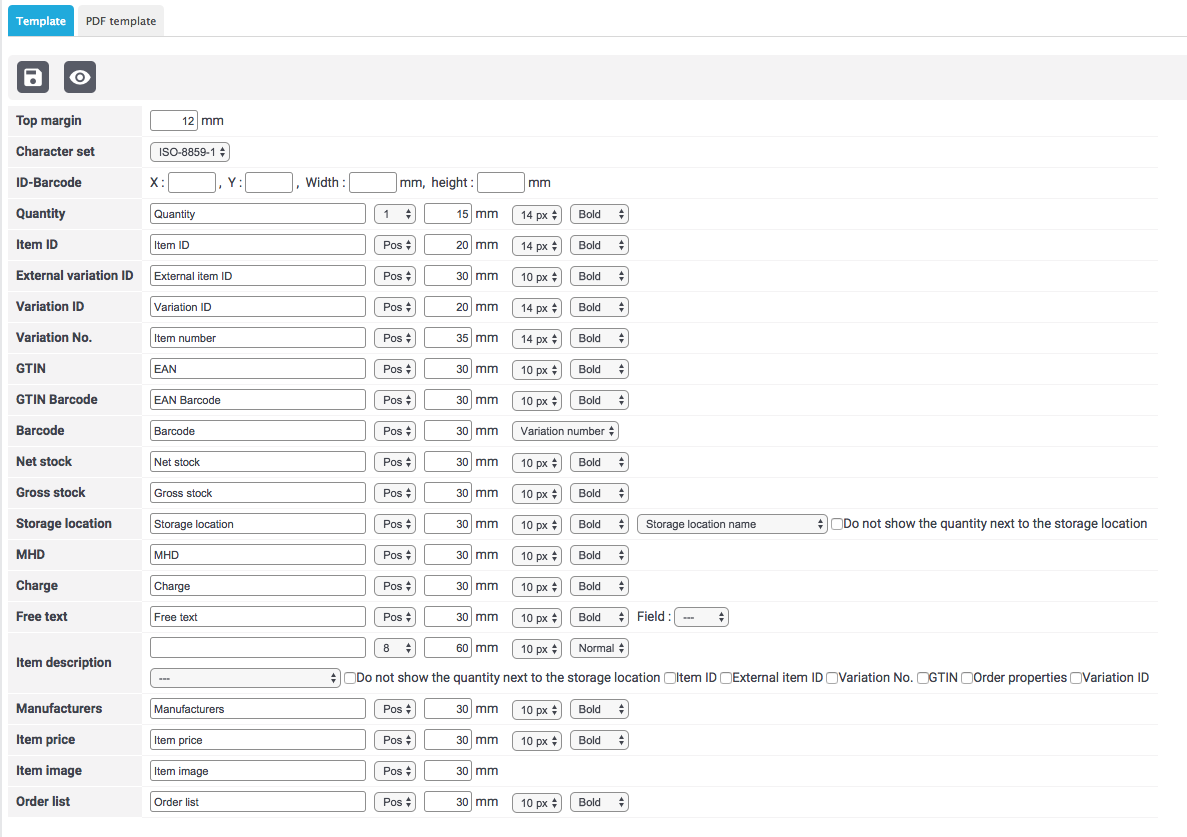 Template PDF template
Top margin 12 mm
Character set ISO-8859-1
ID-Barcode X : , Y : , Width : mm, height : mm
Quantity Quantity 1 15 mm 14 px Bold
Item ID Item ID Pos 20 mm 14 px Bold
External variation ID External item ID Pos 30 mm 10 px Bold
Variation ID Variation ID Pos 20 mm 14 px Bold
Variation No. Item number Pos 35 mm 14 px Bold
GTIN EAN Pos 30 mm 10 px Bold
GTIN Barcode EAN Barcode Pos 30 mm 10 px Bold
Barcode Barcode Pos 30 mm Variation number
Net stock Net stock Pos 30 mm 10 px Bold
Gross stock Gross stock Pos 30 mm 10 px Bold
Storage location Storage location Pos 30 mm 10 px Bold Storage location name Do not show the quantity next to the storage location
MHD MHD Pos 30 mm 10 px Bold
Charge Charge Pos 30 mm 10 px Bold
Free text Free text Pos 30 mm 10 px Bold Field : ---
Item description 8 60 mm 10 px Normal
--- Do not show the quantity next to the storage location Item ID External item ID Variation No. GTIN Order properties Variation ID
Manufacturers Manufacturers Pos 30 mm 10 px Bold
Item price Item price Pos 30 mm 10 px Bold
Item image Item image Pos 30 mm
Order list Order list Pos 30 mm 10 px Bold